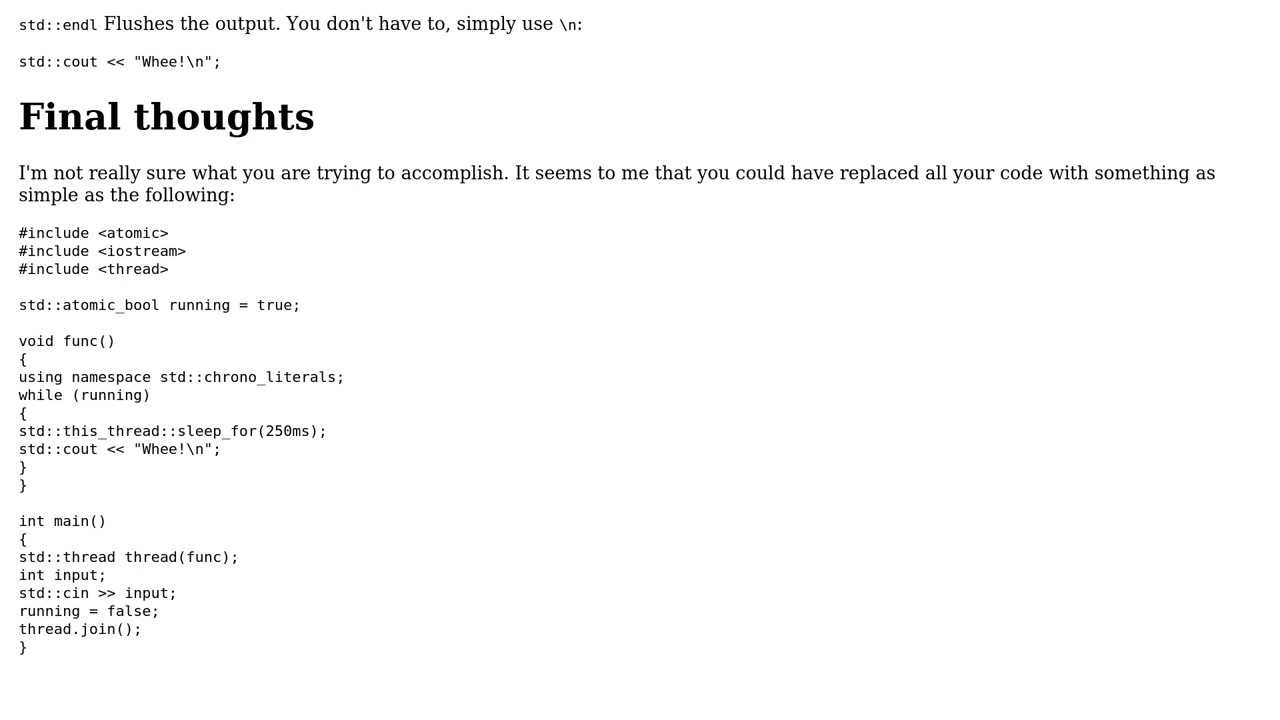 std::endl Flushes the output. You don't have to, simply use \n:
std::cout << "Whee!\n";
Final thoughts
I'm not really sure what you are trying to accomplish. It seems to me that you could have replaced all your code with something as
simple as the following:
#include <atomic>
#include <iostream>
#include <thread>
std::atomic_bool running = true;
void func()
{
using namespace std::chrono_literals;
while (running)
{
std::this_thread::sleep_for(250ms);
std::cout << "Whee!\n";
}
}
int main()
{
std::thread thread(func);
int input;
std::cin >> input;
running = false;
thread.join();
}